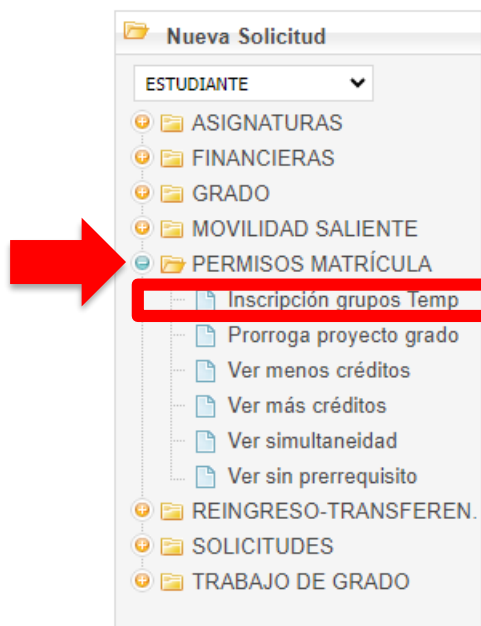 Nueva Solicitud
ESTUDIANTE
ASIGNATURAS
FINANCIERAS
GRADO
MOVILIDAD SALIENTE
PERMISOS MATRÍCULA
Inscripción grupos Temp
Prorroga proyecto grado
Ver menos créditos
Ver más créditos
Ver simultaneidad
Ver sin prerrequisito
REINGRESO-TRANSFEREN.
SOLICITUDES
TRABAJO DE GRADO